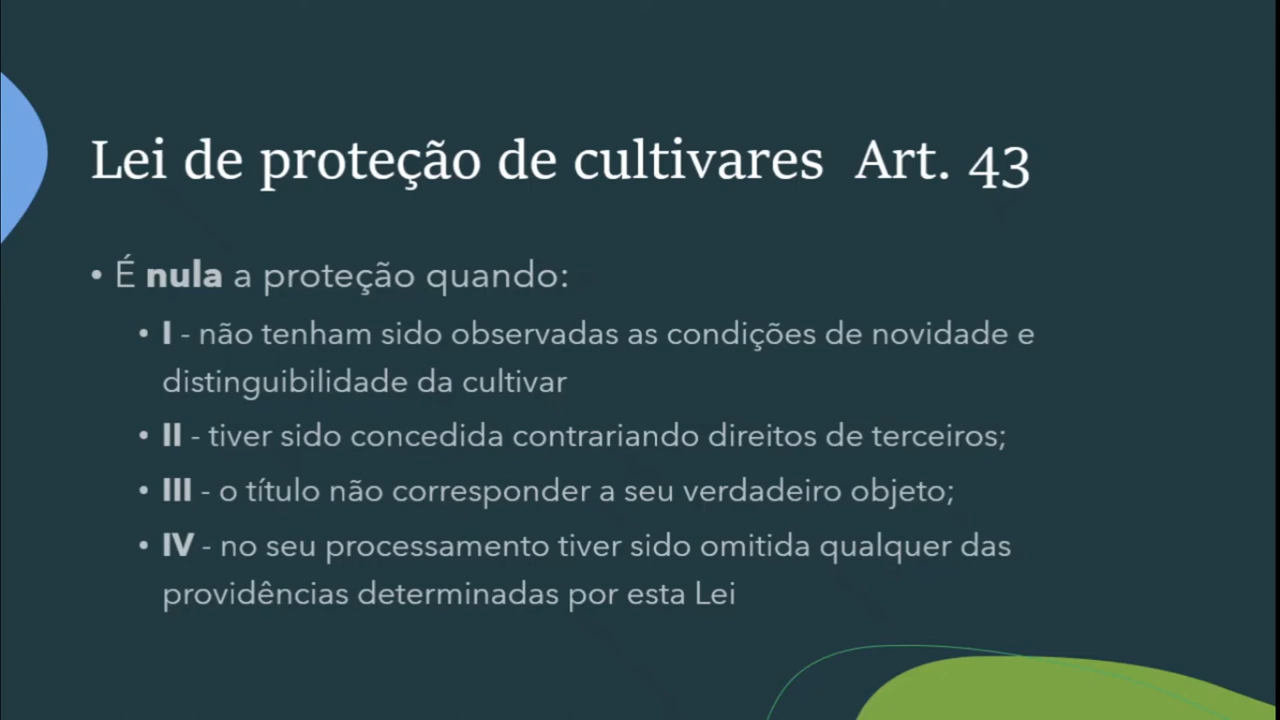 Lei de proteção de cultivares  Art. 43
• É nula a proteção quando:
• I - não tenham sido observadas as condições de novidade e
distinguibilidade da cultivar
• II - tiver sido concedida contrariando direitos de terceiros;
• III - o título não corresponder a seu verdadeiro objeto;
• IV - no seu processamento tiver sido omitida qualquer das
providências determinadas por esta Lei